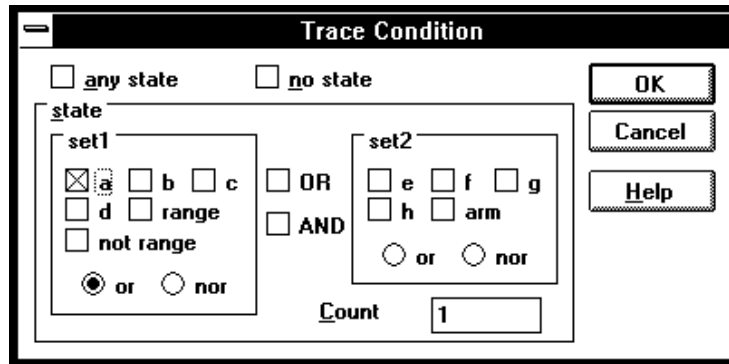 Trace Condition
any state no state
OK
state
Cancel
set1 set2
a b c OR e f g
Help
d range AND h arm
not range
or nor or nor
Count 1